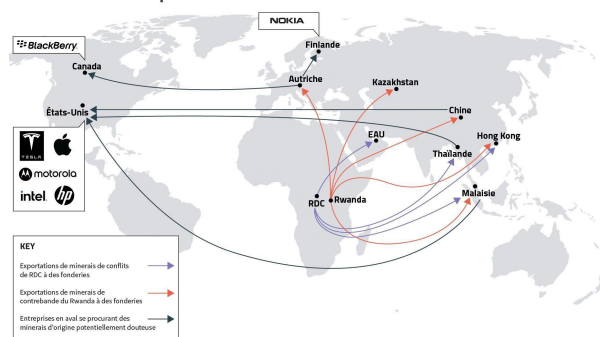 NOKIA
BlackBerry
Finlande
Canada
Autriche
Kazakhstan
États-Unis
Chine
TESLA
EAU
Hong Kong
Thaïlande
motorola
Malaisie
intel.
hp
RDC
Rwanda
KEY
Exportations de minerais de conflits
de RDC à des fonderies
Exportations de minerais de
contrebande du Rwanda à des fonderies
Entreprises en aval se procurant des
minerais d'origine potentiellement douteuse